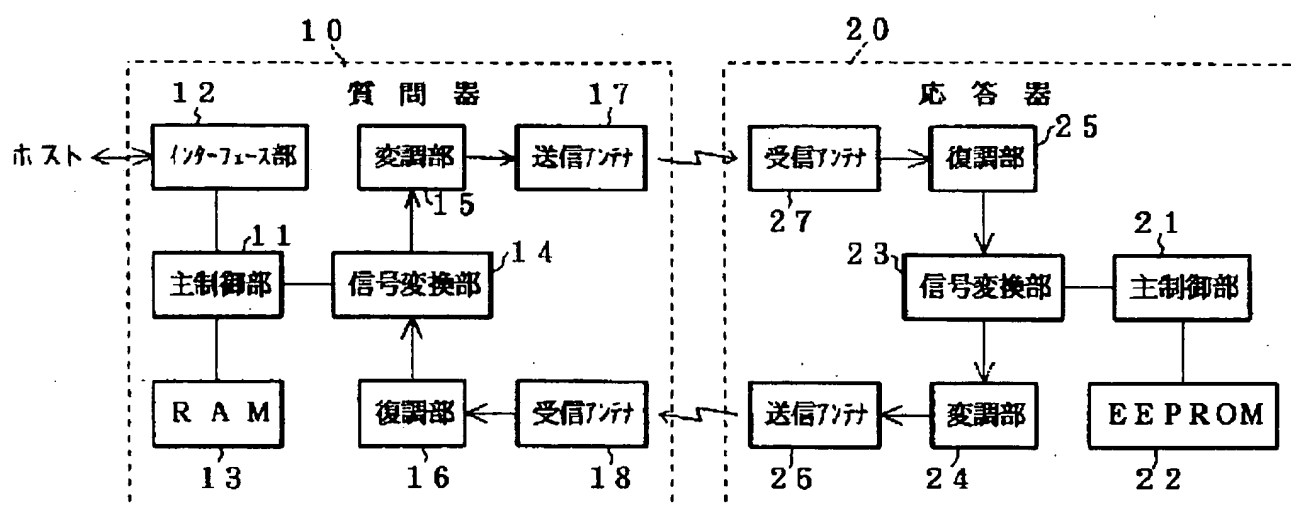 10
20
質問器
応答器
12
17
25
ホスト
インターフェース部
変調部
送信アンテナ
受信アンテナ
復調部
15
27
11
14
23
21
主制御部
信号変換部
信号変換部
主制御部
RAM
復調部
受信アンテナ
送信アンテナ
変調部
EEPROM
13
16
18
26
24
22